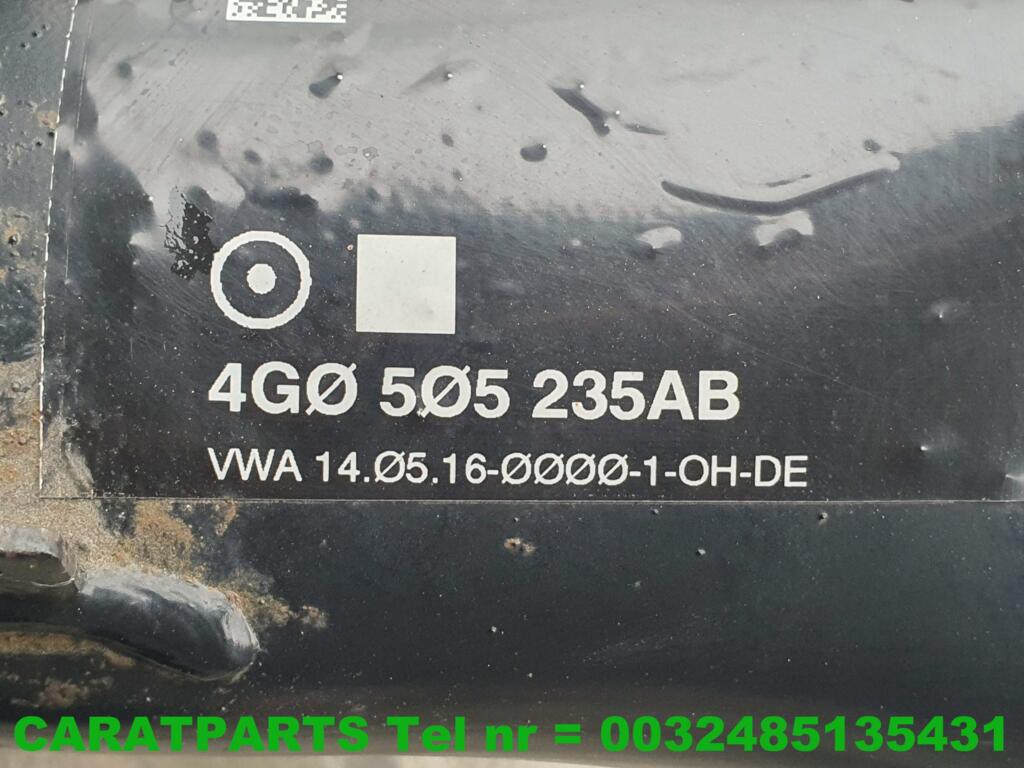 4GØ 5Ø5 235AB
VWA 14.Ø5.16-ØØØØ-1-OH-DE
CARATPARTS Tel nr = 0032485135431